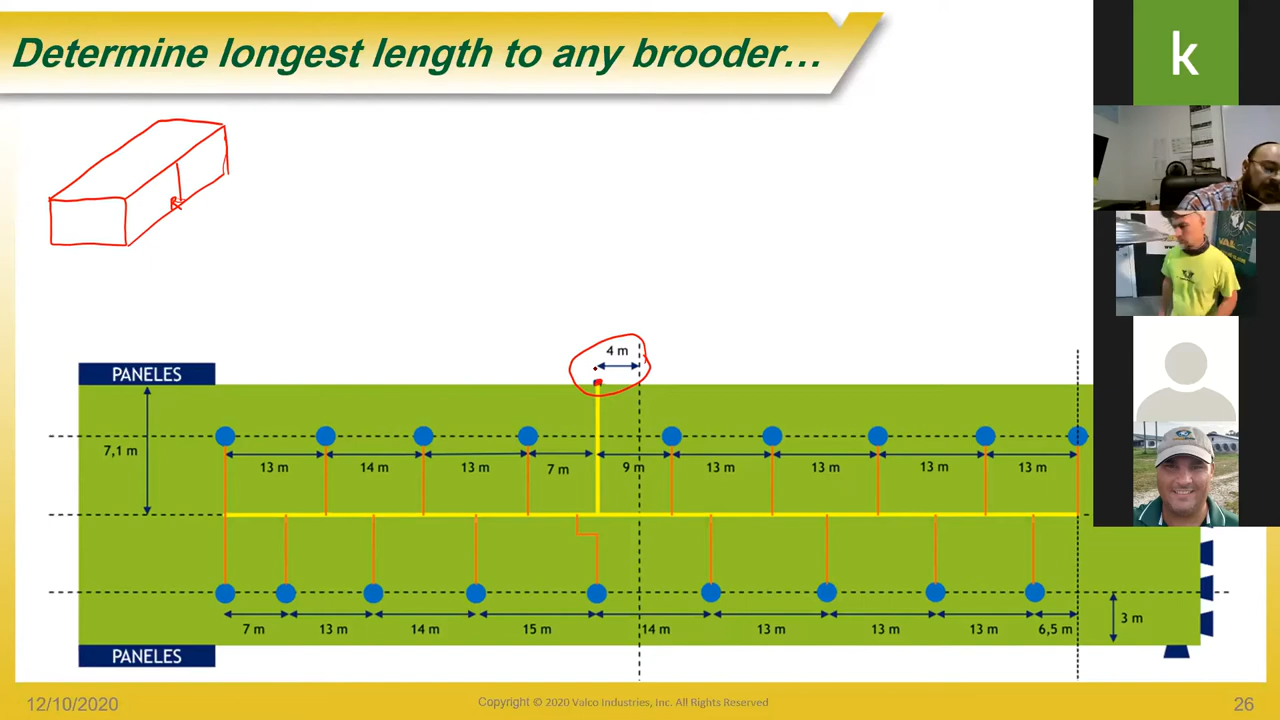 Determine longest length to any brooder...
k
4 m
PANELES
7,1 m
13 m
14 m
13 m
7 m
9 m
13 m
13 m
13 m
13 m
7 m
13 m
14 m
15 m
14 m
13 m
13 m
13 m
6,5 m
3 m
PANELES
12/10/2020
Copyright © 2020 Valco Industries, Inc. All Rights Reserved
26